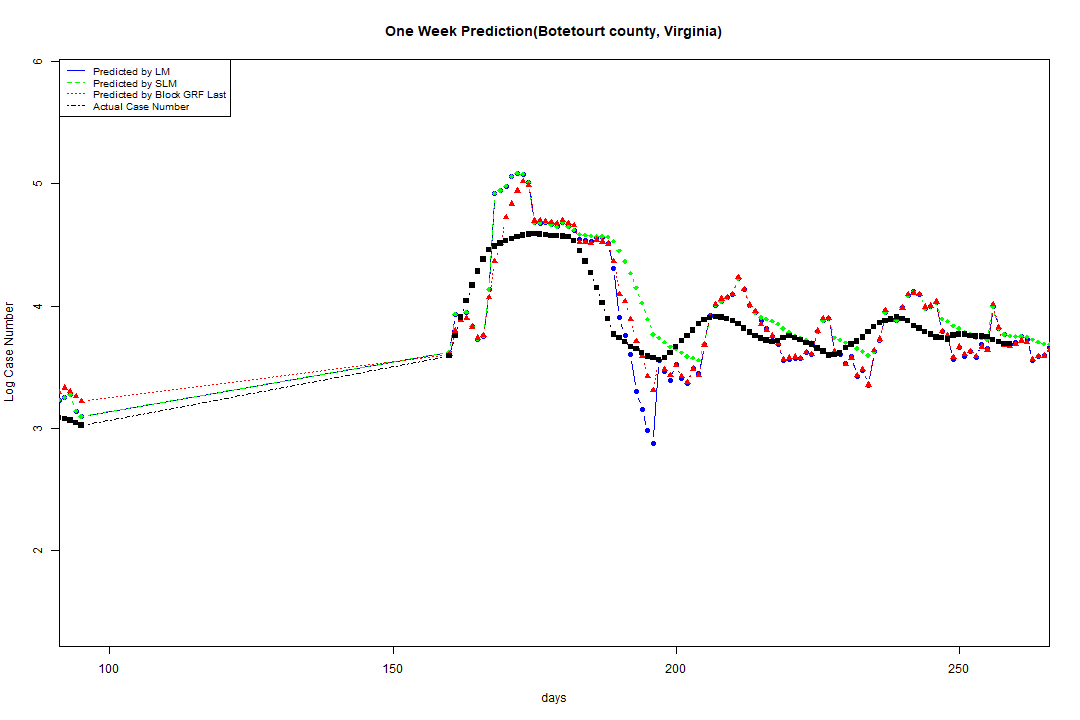 One Week Prediction(Botetourt county, Virginia)
Predicted by LM
Predicted by SLM
Predicted by Block GRF Last
Actual Case Number
Log Case Number
6
5
4
3
2
100 150 200 250
days